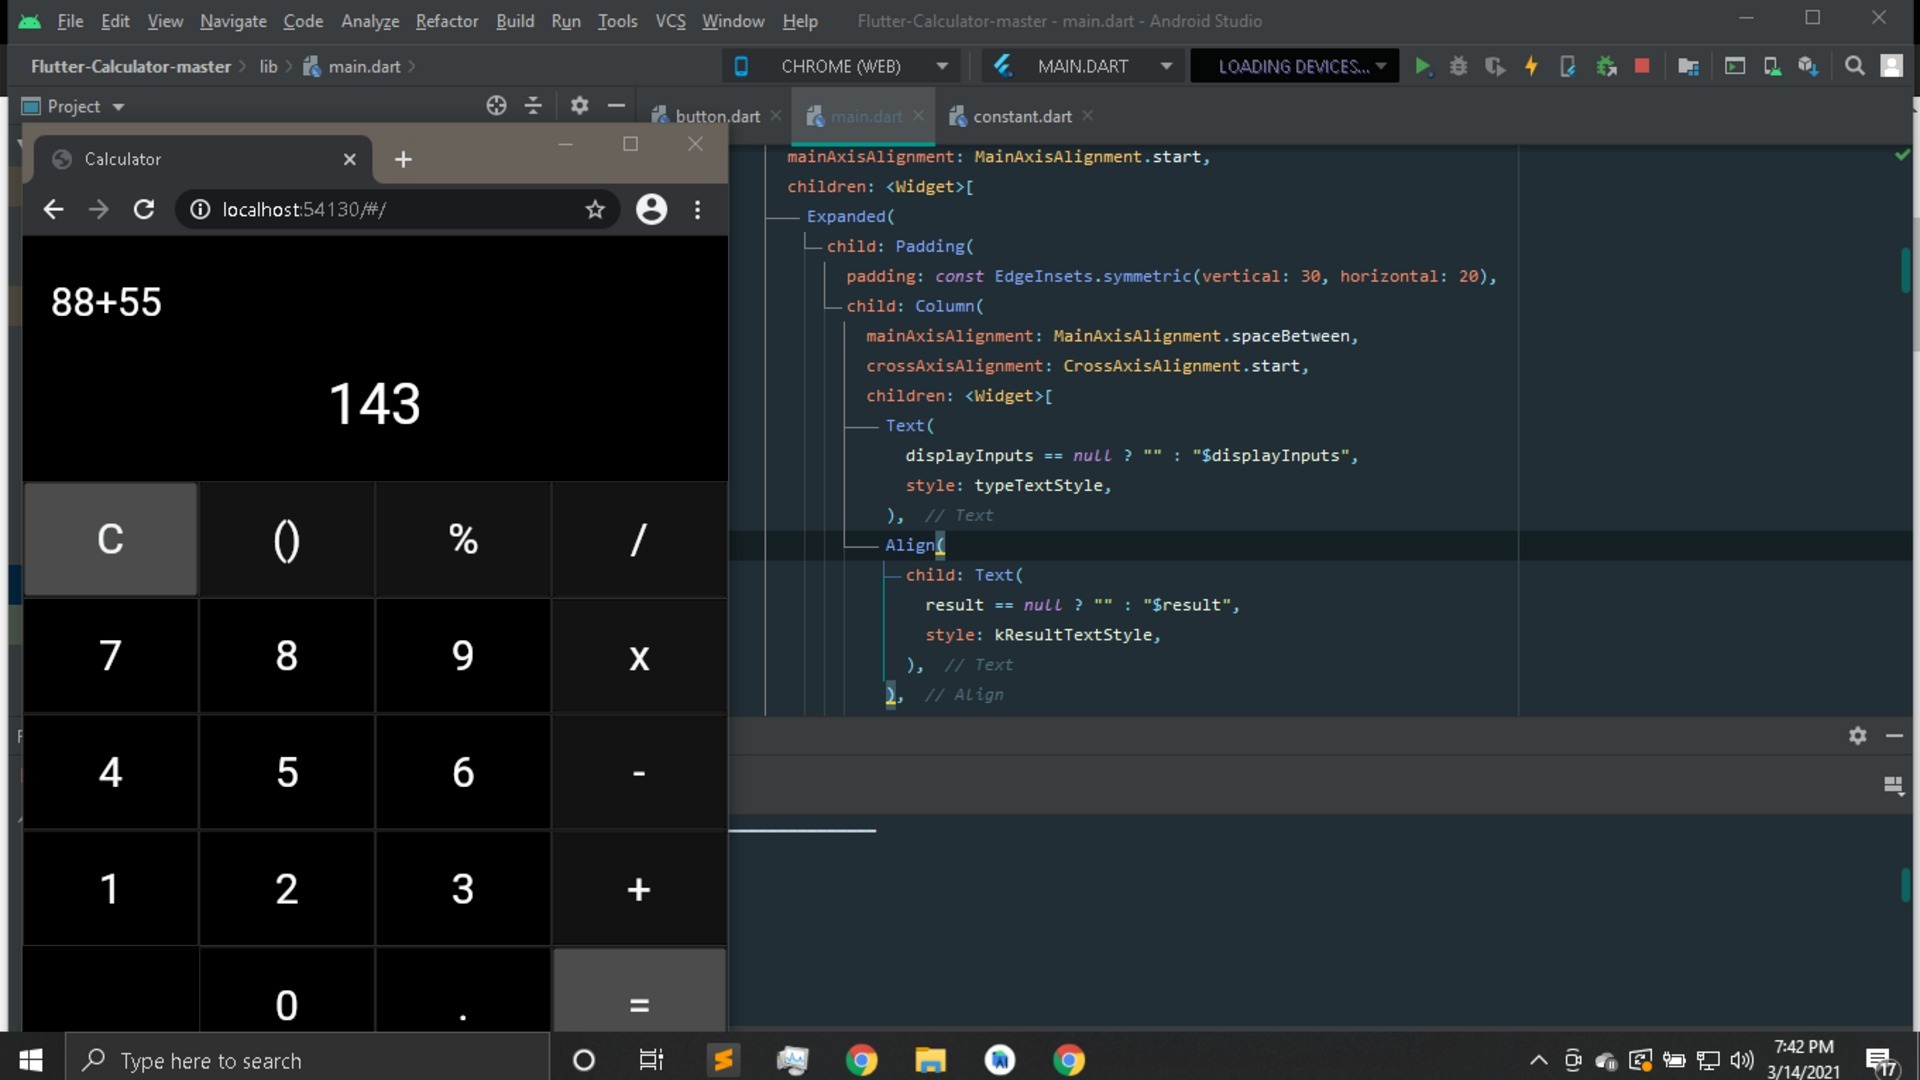 File Edit View Navigate Code Analyze Refactor Build Run Tools VCS Window Help Flutter-Calculator-master - main.dart - Android Studio
Flutter-Calculator-master lib main.dart CHROME (WEB) MAIN.DART LOADING DEVICES...
Project button.dart main.dart constant.dart
Calculator
localhost:54130/#/
88+55
143
C () % /
7 8 9 x
4 5 6 -
1 2 3 +
0 . =
mainAxisAlignment: MainAxisAlignment.start,
children: <Widget>[
Expanded(
child: Padding(
padding: const EdgeInsets.symmetric(vertical: 30, horizontal: 20),
child: Column(
mainAxisAlignment: MainAxisAlignment.spaceBetween,
crossAxisAlignment: CrossAxisAlignment.start,
children: <Widget>[
Text(
displayInputs == null ? "" : "$displayInputs",
style: typeTextStyle,
), // Text
Align(
child: Text(
result == null ? "" : "$result",
style: kResultTextStyle,
), // Text
), // Align
Type here to search
7:42 PM
3/14/2021
17